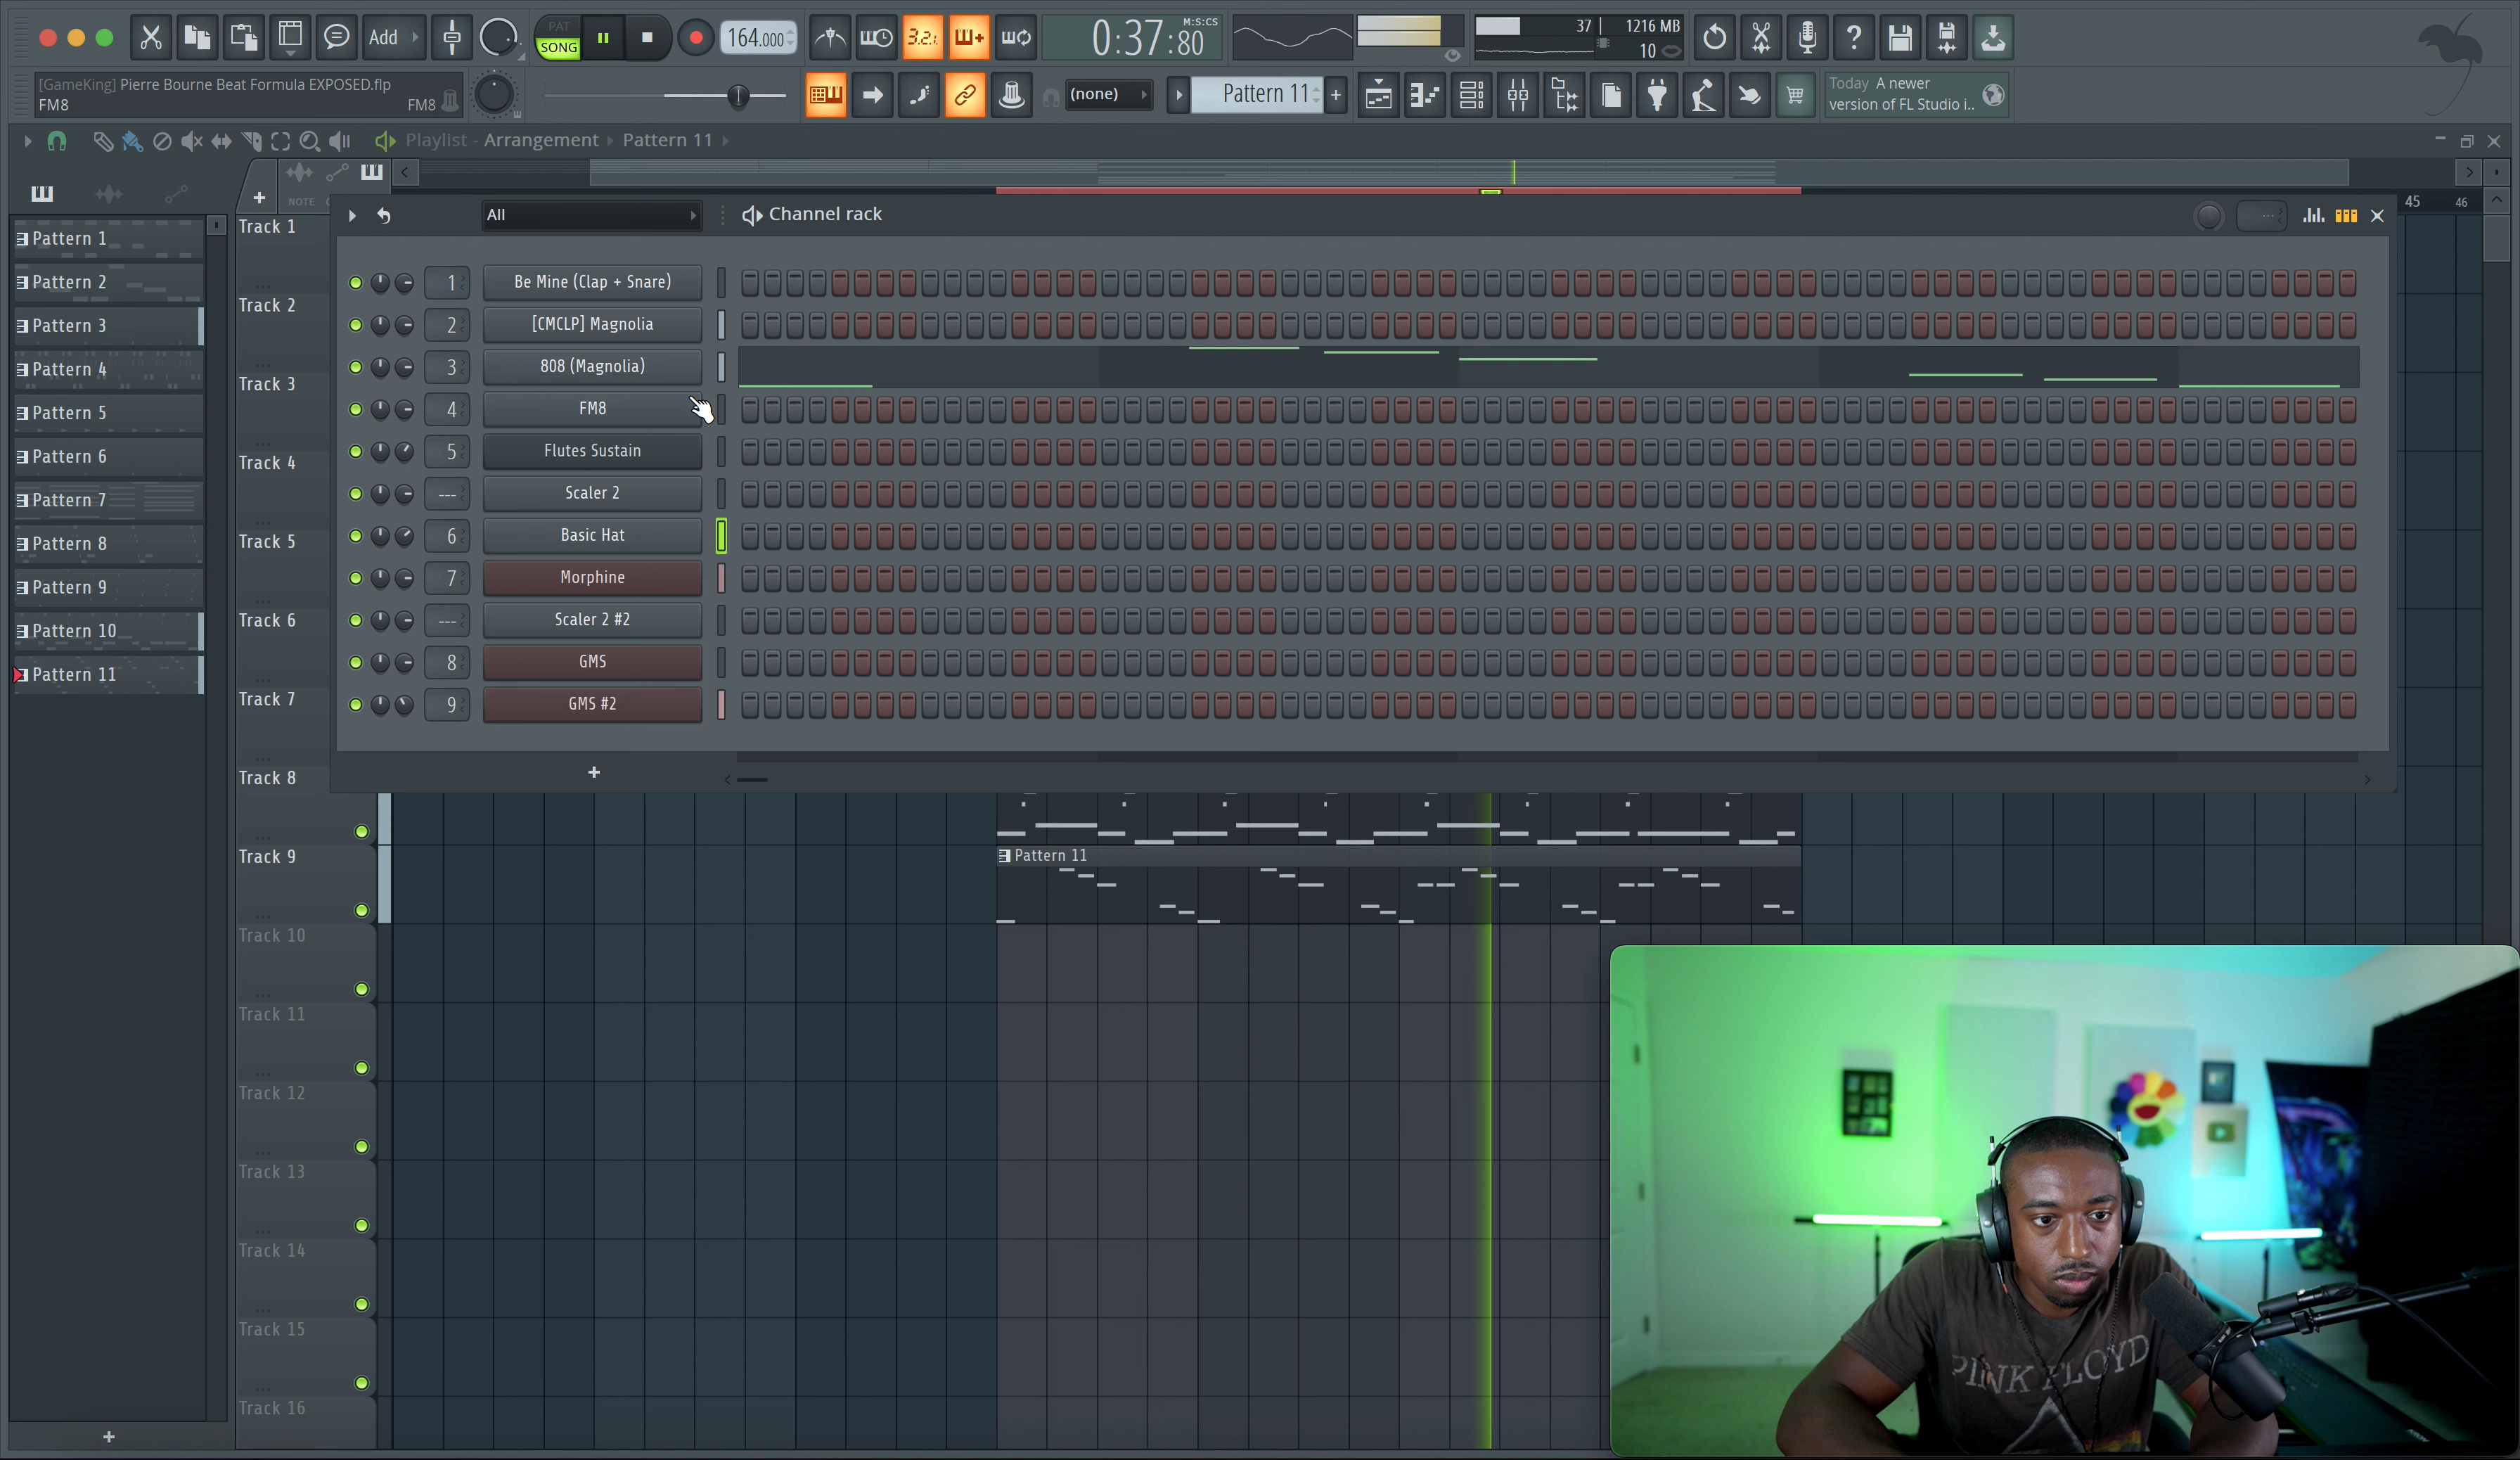 PAT
SONG
Add
164.000
3.2.
0:37:80
M:S:CS
37
1216 MB
10
[GameKing] Pierre Bourne Beat Formula EXPOSED.flp
FM8
FM8
(none)
Pattern 11
Today A newer
version of FL Studio i..
Playlist - Arrangement
Pattern 11
NOTE
All
Channel rack
45
46
Pattern 1
Pattern 2
Pattern 3
Pattern 4
Pattern 5
Pattern 6
Pattern 7
Pattern 8
Pattern 9
Pattern 10
Pattern 11
Track 1
Track 2
Track 3
Track 4
Track 5
Track 6
Track 7
Track 8
Track 9
Track 10
Track 11
Track 12
Track 13
Track 14
Track 15
Track 16
1 Be Mine (Clap + Snare)
2 [CMCLP] Magnolia
3 808 (Magnolia)
4 FM8
5 Flutes Sustain
--- Scaler 2
6 Basic Hat
7 Morphine
--- Scaler 2 #2
8 GMS
9 GMS #2
Pattern 11
PINK FLOYD